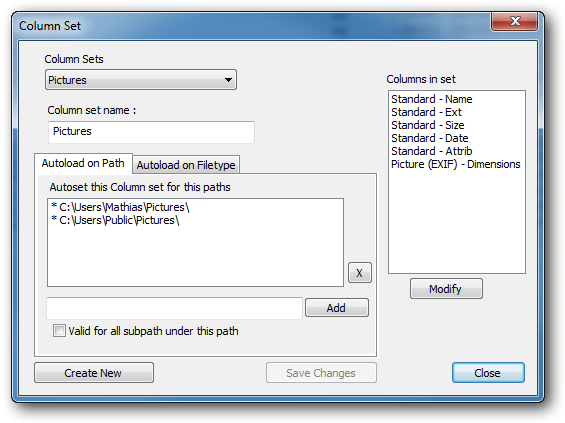 Column Set
Column Sets
Pictures
Column set name :
Pictures
Autoload on Path
Autoload on Filetype
Autoset this Column set for this paths
* C:\Users\Mathias\Pictures\
* C:\Users\Public\Pictures\
X
Add
Valid for all subpath under this path
Columns in set
Standard - Name
Standard - Ext
Standard - Size
Standard - Date
Standard - Attrib
Picture (EXIF) - Dimensions
Modify
Create New
Save Changes
Close